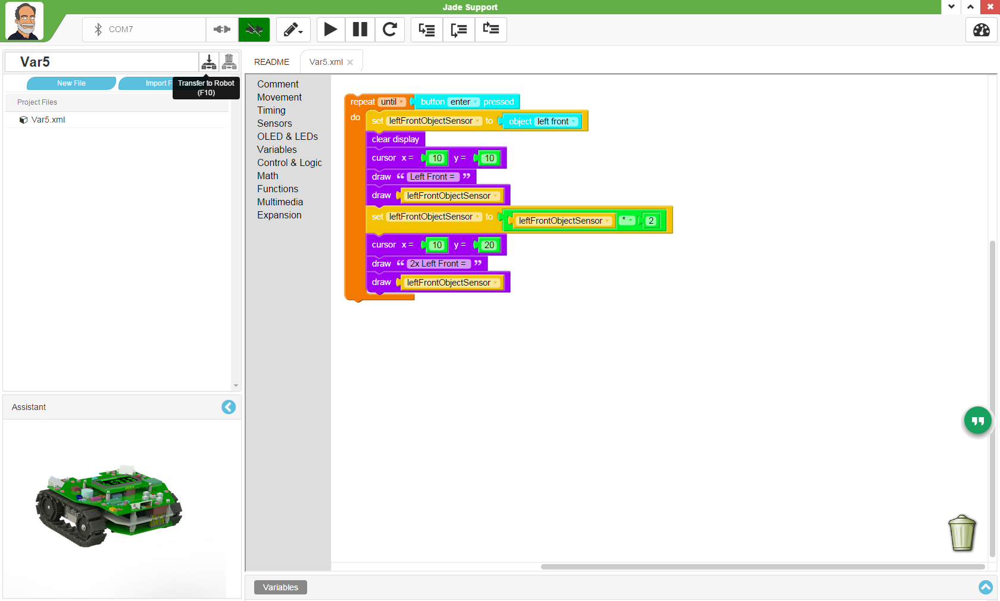 Jade Support
COM7
Var5
New File
Import F
Transfer to Robot
(F10)
Project Files
Var5.xml
Assistant
README
Var5.xml
Comment
Movement
Timing
Sensors
OLED & LEDs
Variables
Control & Logic
Math
Functions
Multimedia
Expansion
repeat until button enter pressed
do
set leftFrontObjectSensor to object left front
clear display
cursor x = 10 y = 10
draw “ Left Front = ”
draw leftFrontObjectSensor
set leftFrontObjectSensor to leftFrontObjectSensor * 2
cursor x = 10 y = 20
draw “ 2x Left Front = ”
draw leftFrontObjectSensor
Variables